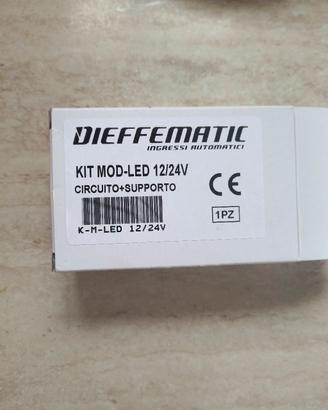 DIEFFEMATIC
INGRESSI AUTOMATICI
KIT MOD-LED 12/24V
CIRCUITO+SUPPORTO
CE
1PZ
K-M-LED 12/24V